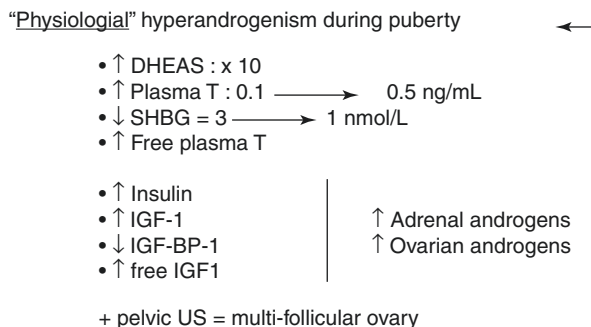 “Physiologial” hyperandrogenism during puberty ←
• ↑ DHEAS : x 10
• ↑ Plasma T : 0.1 → 0.5 ng/mL
• ↓ SHBG = 3 → 1 nmol/L
• ↑ Free plasma T
• ↑ Insulin
• ↑ IGF-1
• ↓ IGF-BP-1
• ↑ free IGF1
↑ Adrenal androgens
↑ Ovarian androgens
+ pelvic US = multi-follicular ovary